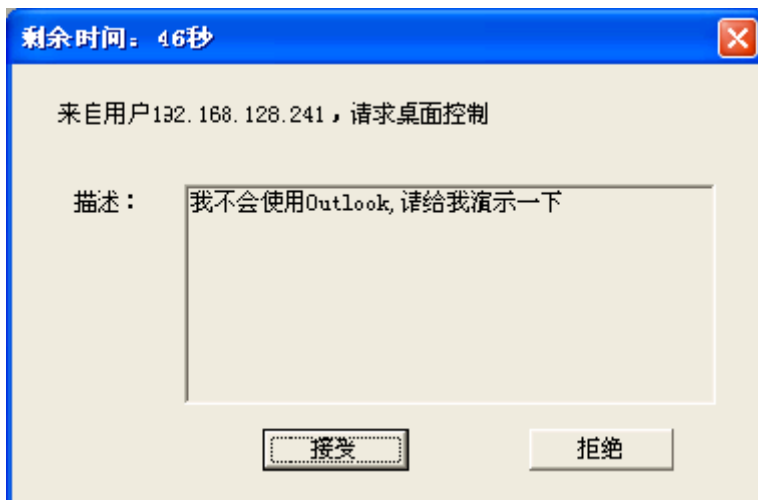 剩余时间：46秒
来自用户192.168.128.241，请求桌面控制
描述：
我不会使用Outlook,请给我演示一下
接受
拒绝